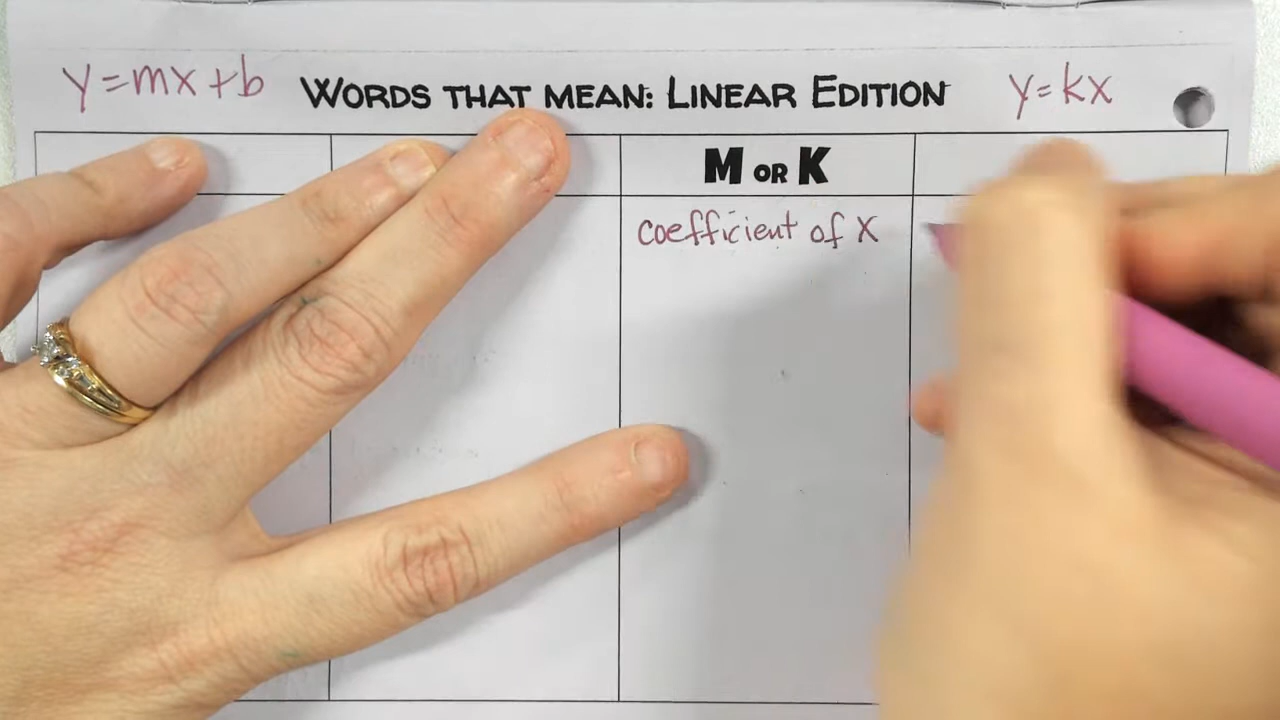 y=mx+b WORDS THAT MEAN: LINEAR EDITION y=kx
M OR K
coefficient of x